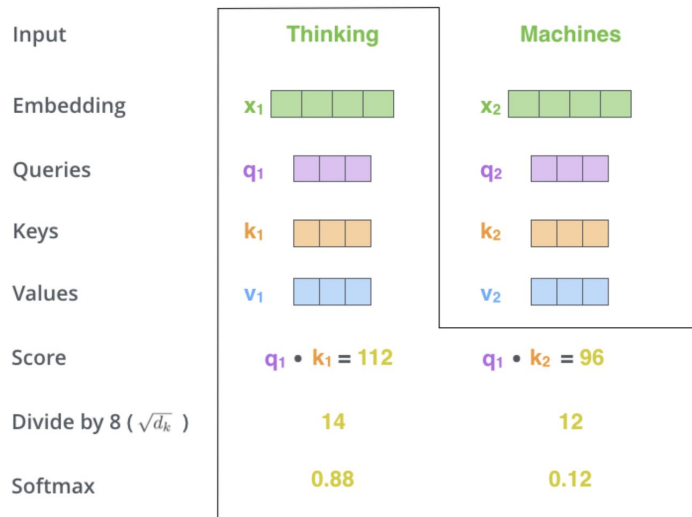 Input Thinking Machines
Embedding x₁ x₂
Queries q₁ q₂
Keys k₁ k₂
Values v₁ v₂
Score q₁ • k₁ = 112 q₁ • k₂ = 96
Divide by 8 ( √dₖ ) 14 12
Softmax 0.88 0.12